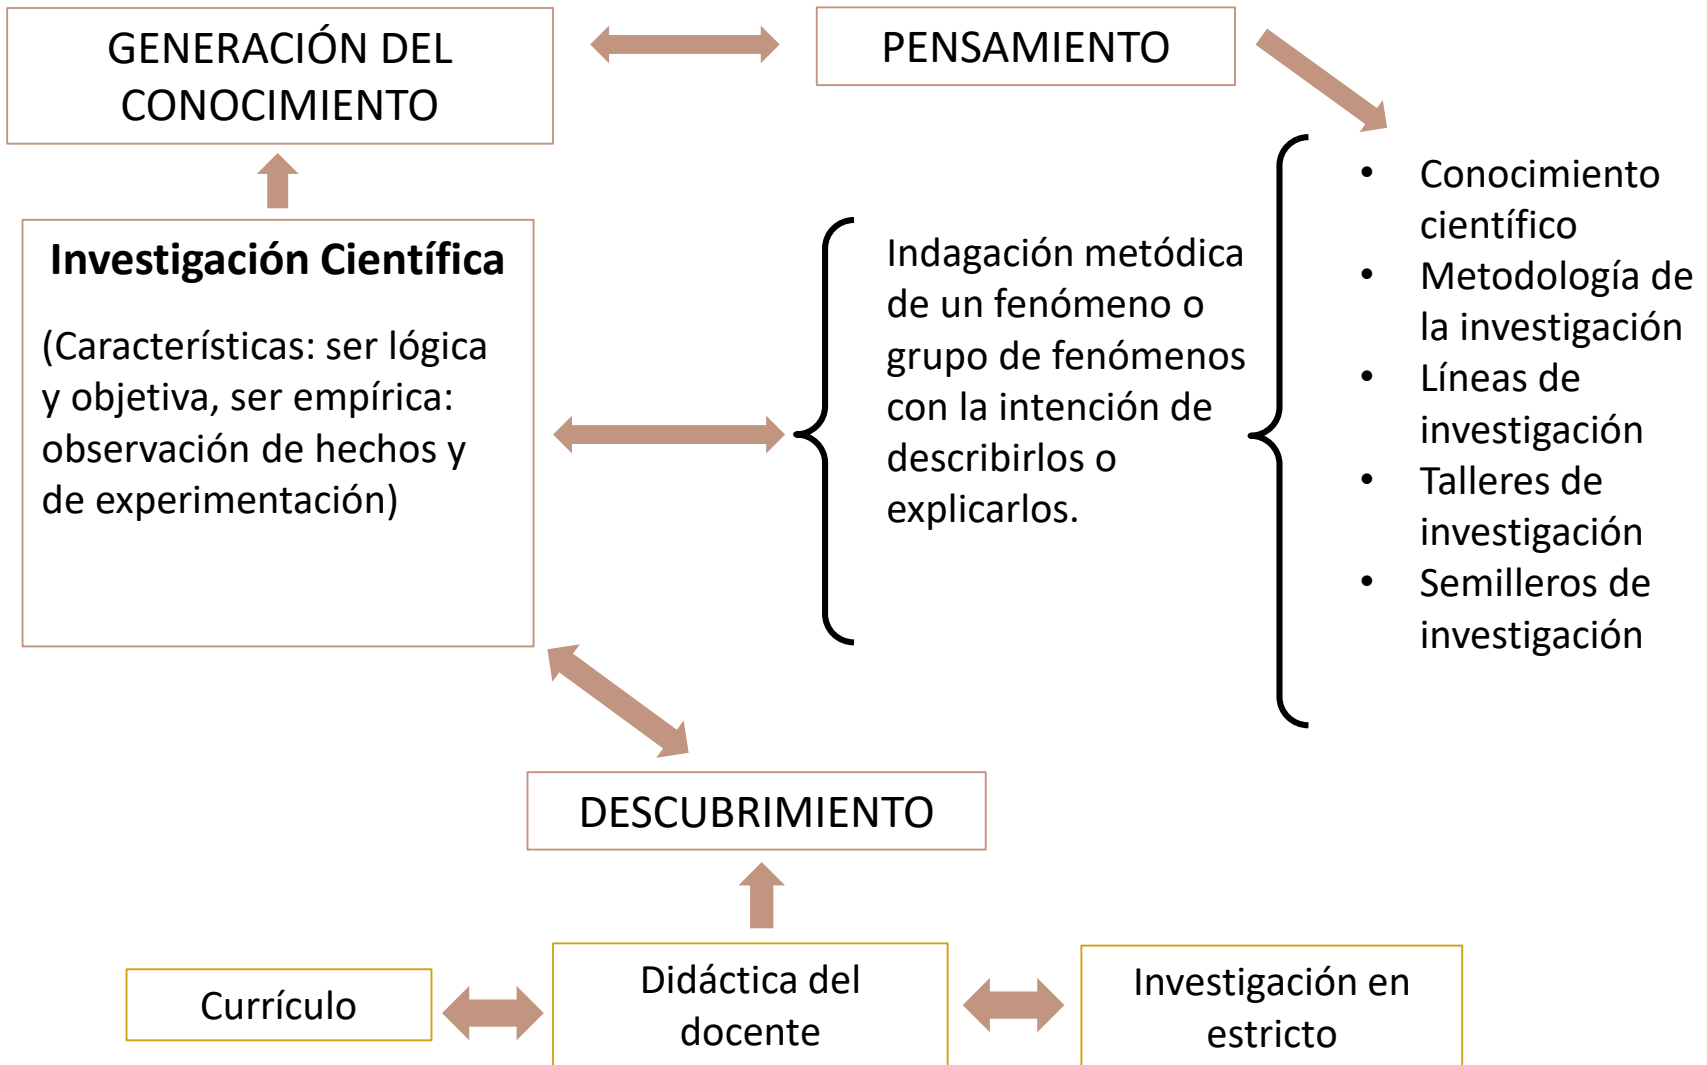 GENERACIÓN DEL
CONOCIMIENTO
PENSAMIENTO
Investigación Científica
(Características: ser lógica
y objetiva, ser empírica:
observación de hechos y
de experimentación)
Indagación metódica
de un fenómeno o
grupo de fenómenos
con la intención de
describirlos o
explicarlos.
• Conocimiento
científico
• Metodología de
la investigación
• Líneas de
investigación
• Talleres de
investigación
• Semilleros de
investigación
DESCUBRIMIENTO
Currículo
Didáctica del
docente
Investigación en
estricto